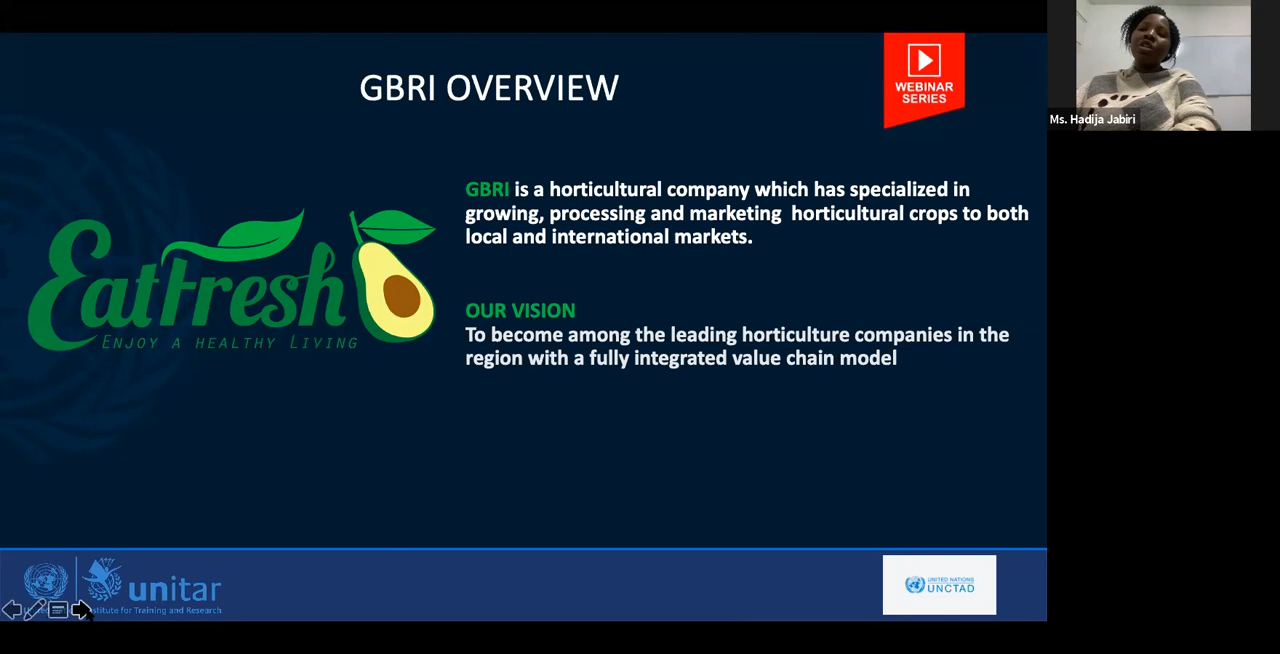 GBRI OVERVIEW
WEBINAR
SERIES
Ms. Hadija Jabiri
GBRI is a horticultural company which has specialized in
growing, processing and marketing horticultural crops to both
local and international markets.
EatFresh
ENJOY A HEALTHY LIVING
OUR VISION
To become among the leading horticulture companies in the
region with a fully integrated value chain model
unitar
stitute for Training and Research
UNITED NATIONS
UNCTAD